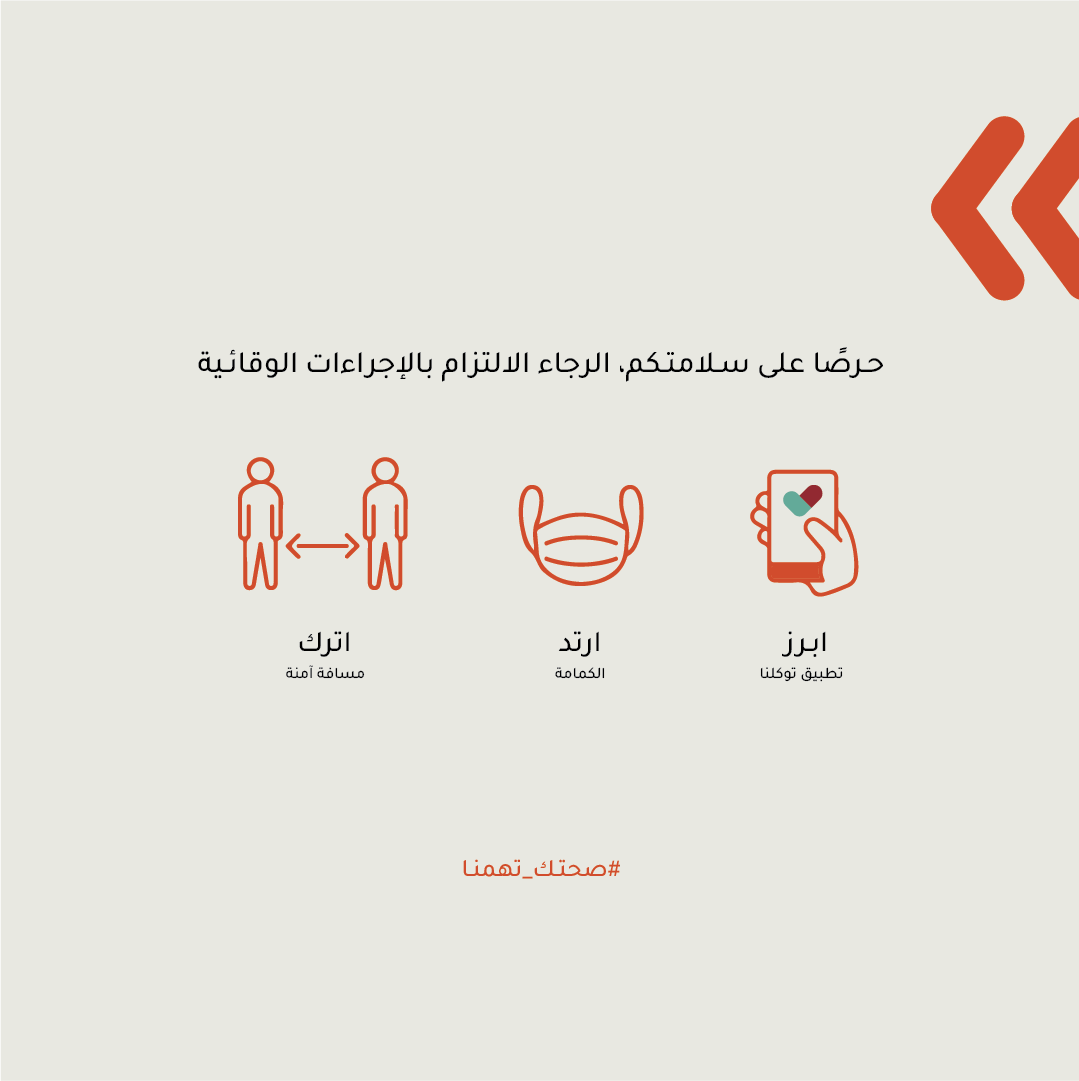 حرصًا على سلامتكم، الرجاء الالتزام بالإجراءات الوقائية
ابرز
تطبيق توكلنا
ارتد
الكمامة
اترك
مسافة آمنة
#صحتك_تهمنا